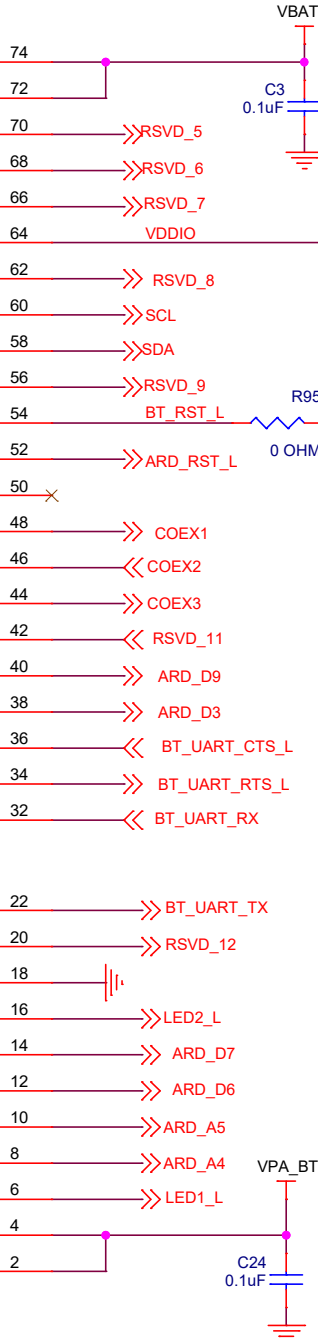 VBAT
74
72
C3
0.1uF
70 RSVD_5
68 RSVD_6
66 RSVD_7
64 VDDIO
62 RSVD_8
60 SCL
58 SDA
56 RSVD_9
R95
54 BT_RST_L
0 OHM
52 ARD_RST_L
50
48 COEX1
46 COEX2
44 COEX3
42 RSVD_11
40 ARD_D9
38 ARD_D3
36 BT_UART_CTS_L
34 BT_UART_RTS_L
32 BT_UART_RX
22 BT_UART_TX
20 RSVD_12
18
16 LED2_L
14 ARD_D7
12 ARD_D6
10 ARD_A5
8 ARD_A4
VPA_BT
6 LED1_L
4
2
C24
0.1uF